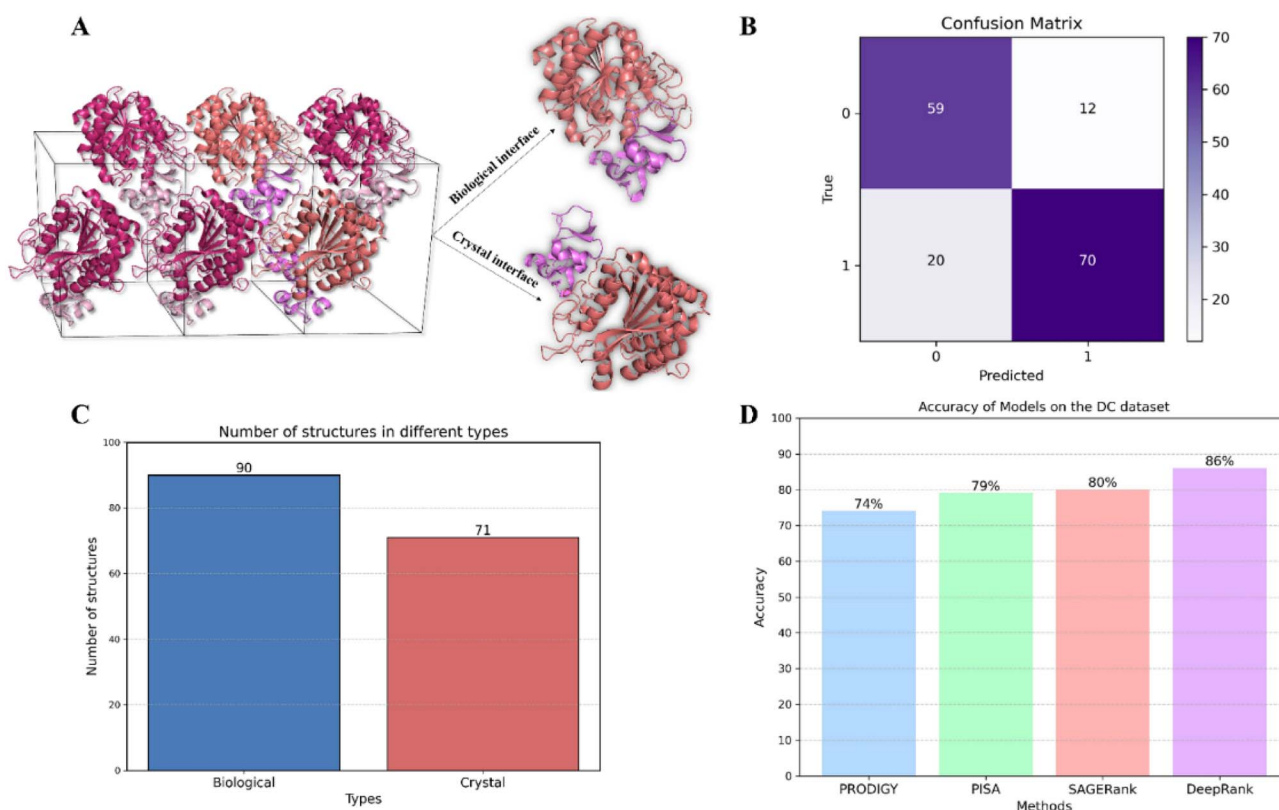 A
Biological interface
Crystal interface
B
Confusion Matrix
True
0
1
59
12
20
70
0
1
Predicted
70
60
50
40
30
20
C
Number of structures in different types
Number of structures
100
80
60
40
20
0
90
71
Biological
Crystal
Types
D
Accuracy of Models on the DC dataset
Accuracy
100
90
80
70
60
50
40
30
20
10
0
74%
79%
80%
86%
PRODIGY
PISA
SAGERank
DeepRank
Methods